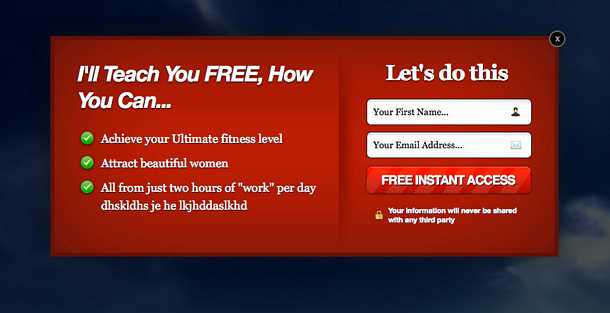 x
I'll Teach You FREE, How
You Can...
Achieve your Ultimate fitness level
Attract beautiful women
All from just two hours of "work" per day
dhskldhs je he lkjhddaslkhd
Let's do this
Your First Name...
Your Email Address...
FREE INSTANT ACCESS
Your information will never be shared
with any third party